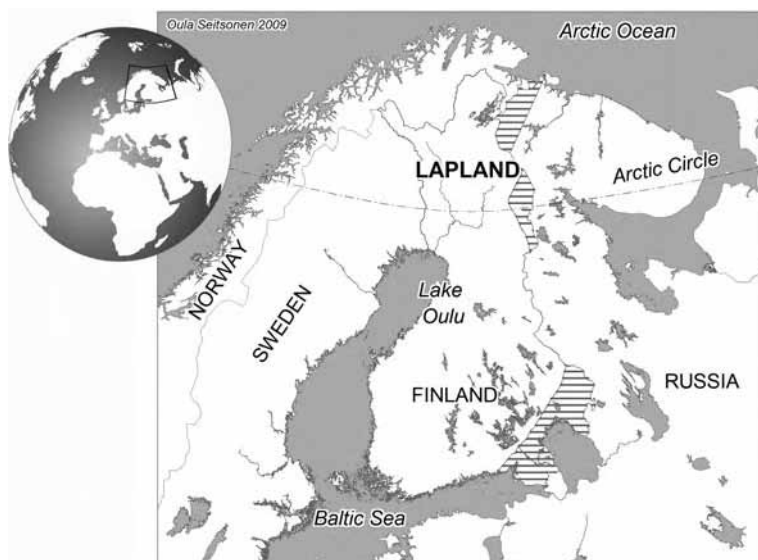 Oula Seitsonen 2009
Arctic Ocean
LAPLAND
Arctic Circle
NORWAY
SWEDEN
Lake
Oulu
FINLAND
RUSSIA
Baltic Sea